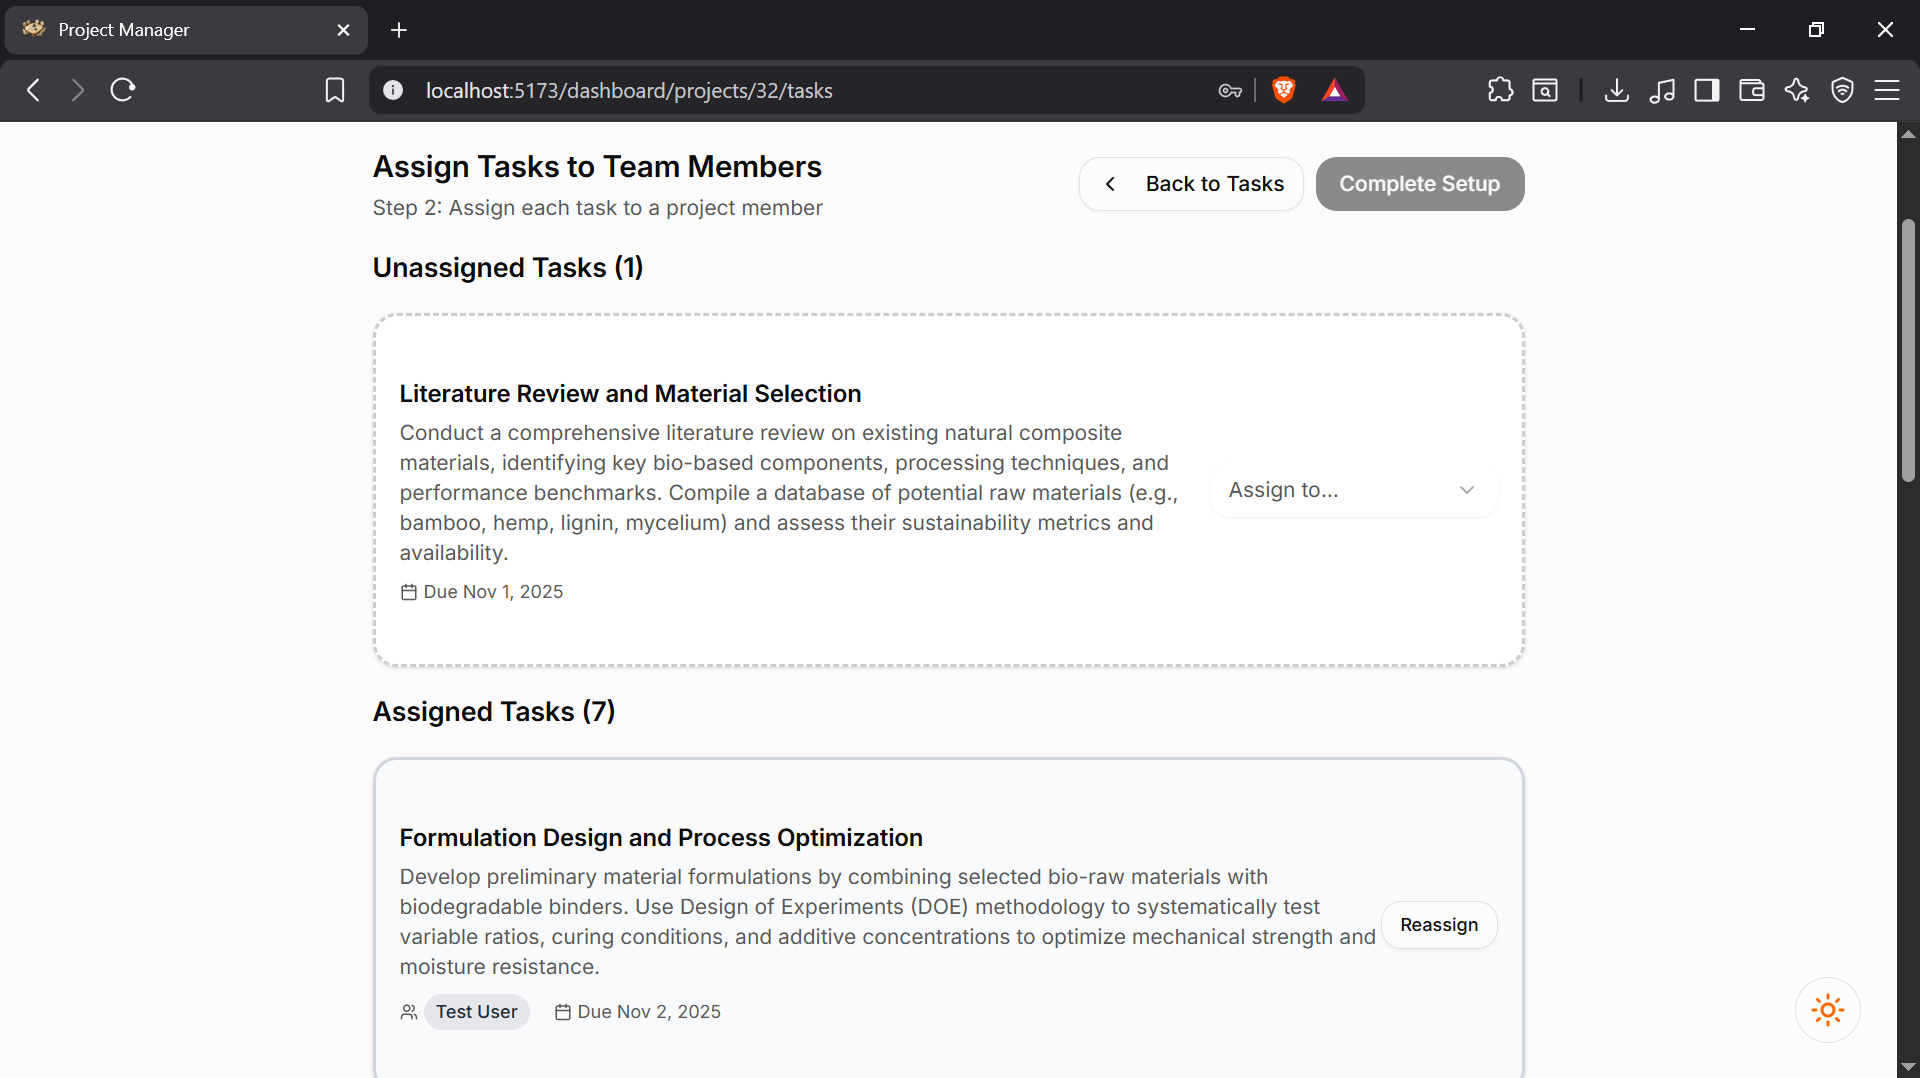 Project Manager
localhost:5173/dashboard/projects/32/tasks
Assign Tasks to Team Members
Step 2: Assign each task to a project member
Back to Tasks
Complete Setup
Unassigned Tasks (1)
Literature Review and Material Selection
Conduct a comprehensive literature review on existing natural composite
materials, identifying key bio-based components, processing techniques, and
performance benchmarks. Compile a database of potential raw materials (e.g.,
bamboo, hemp, lignin, mycelium) and assess their sustainability metrics and
availability.
Assign to...
Due Nov 1, 2025
Assigned Tasks (7)
Formulation Design and Process Optimization
Develop preliminary material formulations by combining selected bio-raw materials with
biodegradable binders. Use Design of Experiments (DOE) methodology to systematically test
variable ratios, curing conditions, and additive concentrations to optimize mechanical strength and
moisture resistance.
Reassign
Test User
Due Nov 2, 2025